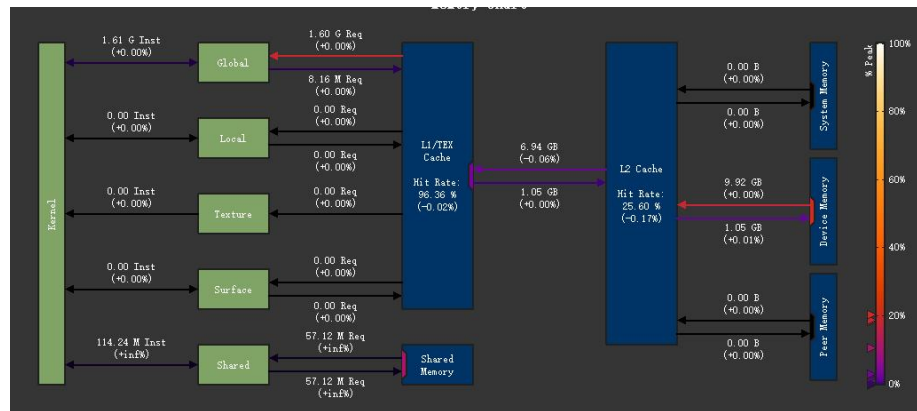 Memory Chart
1.61 G Inst
(+0.00%)
Global
1.60 G Req
(+0.00%)
8.16 M Req
(+0.00%)
0.00 Inst
(+0.00%)
Local
0.00 Req
(+0.00%)
0.00 Req
(+0.00%)
0.00 Inst
(+0.00%)
Texture
0.00 Req
(+0.00%)
0.00 Inst
(+0.00%)
Surface
0.00 Req
(+0.00%)
0.00 Req
(+0.00%)
114.24 M Inst
(+inf%)
Shared
57.12 M Req
(+inf%)
57.12 M Req
(+inf%)
Kernel
L1/TEX
Cache
Hit Rate:
96.36 %
(-0.02%)
Shared
Memory
6.94 GB
(-0.06%)
1.05 GB
(+0.00%)
L2 Cache
Hit Rate:
25.60 %
(-0.17%)
0.00 B
(+0.00%)
0.00 B
(+0.00%)
System Memory
9.92 GB
(+0.00%)
1.05 GB
(+0.01%)
Device Memory
0.00 B
(+0.00%)
0.00 B
(+0.00%)
Peer Memory
% Peak
100%
80%
60%
40%
20%
0%